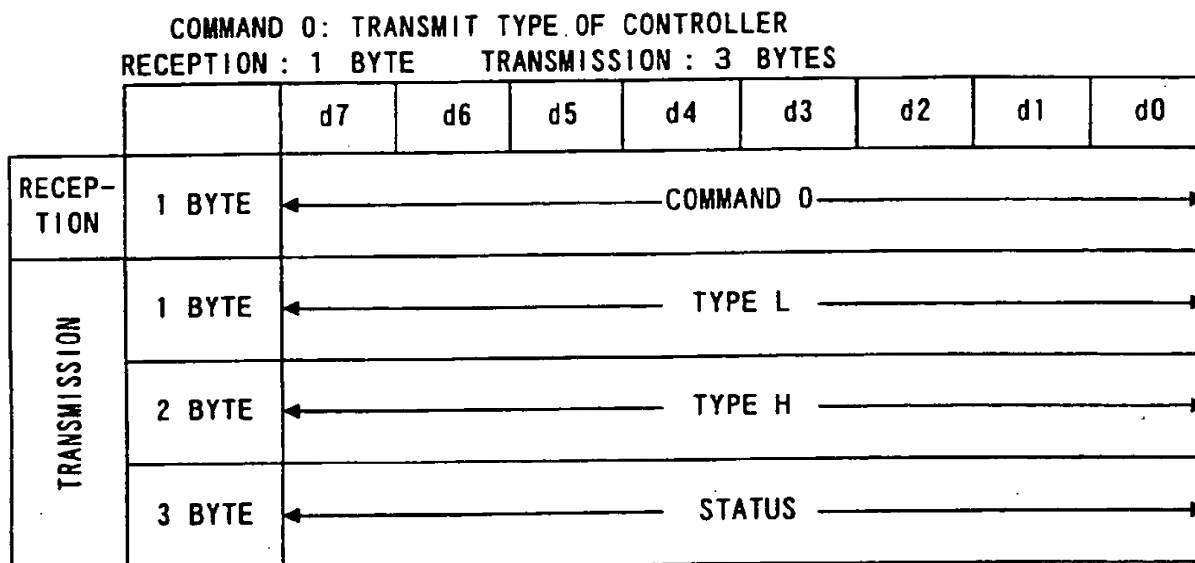 COMMAND 0: TRANSMIT TYPE OF CONTROLLER
RECEPTION : 1 BYTE TRANSMISSION : 3 BYTES
d7 d6 d5 d4 d3 d2 d1 d0
RECEP-
TION
1 BYTE COMMAND 0
TRANSMISSION
1 BYTE TYPE L
2 BYTE TYPE H
3 BYTE STATUS